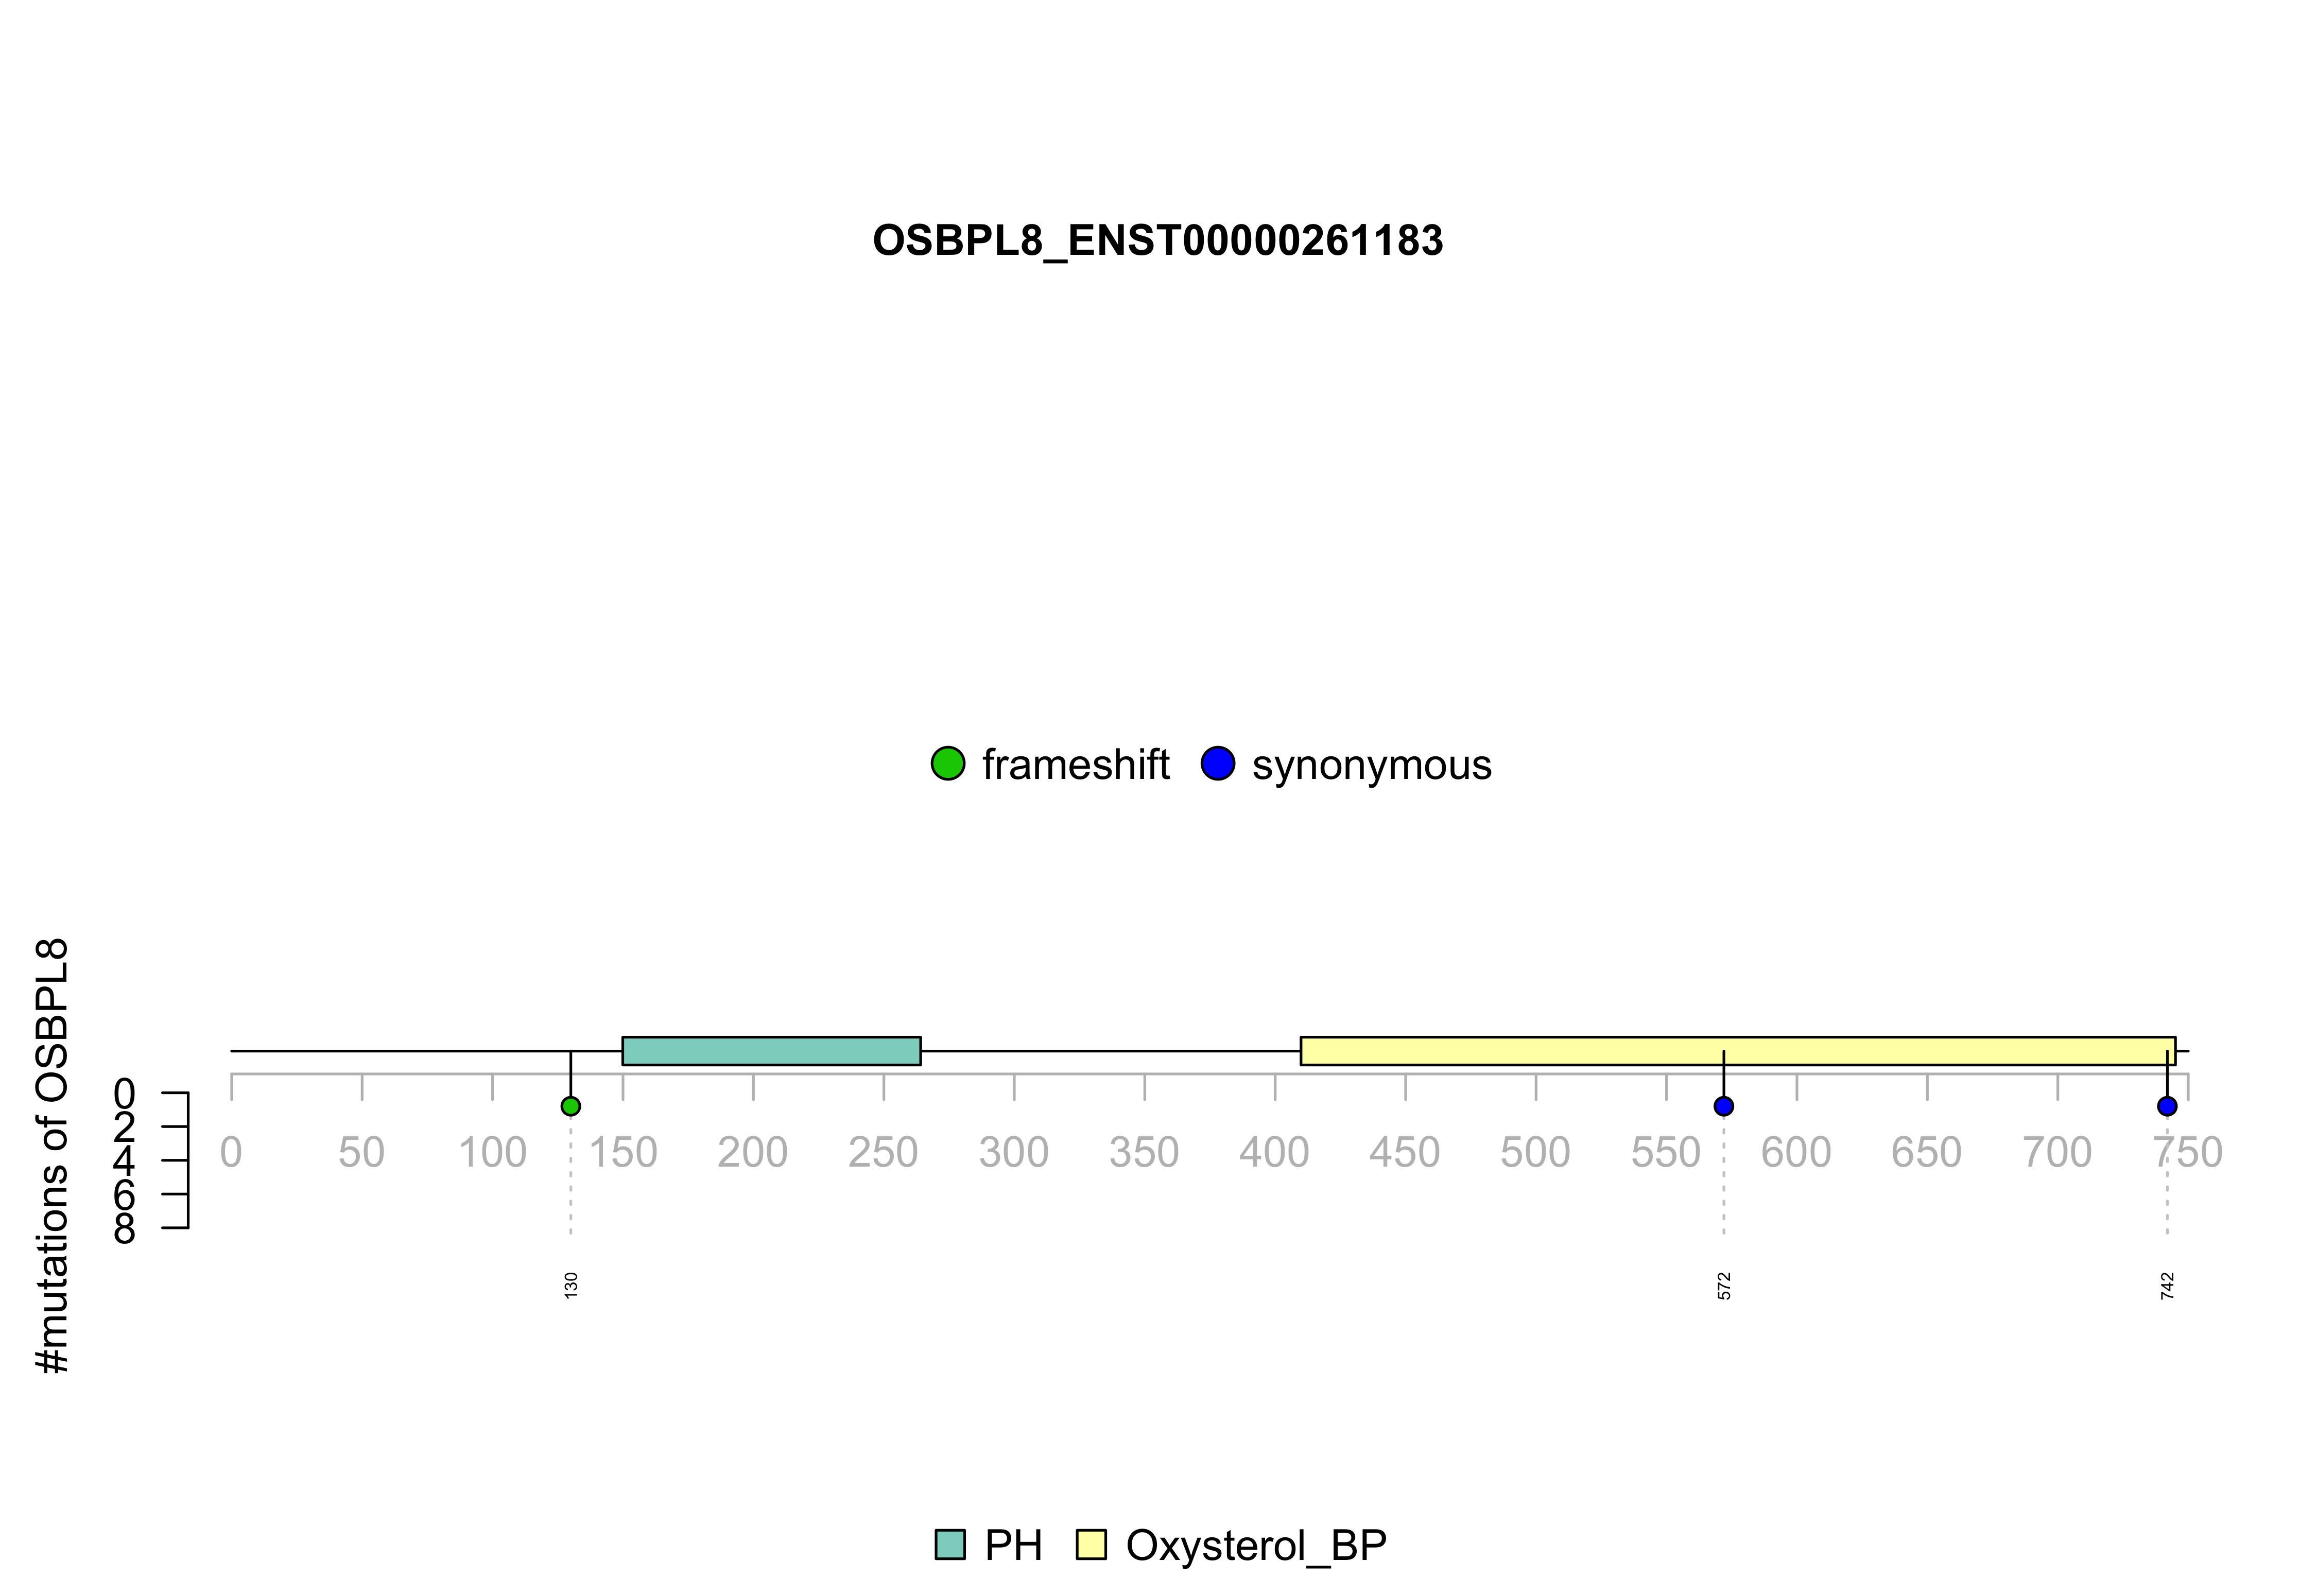 OSBPL8_ENST00000261183
frameshift synonymous
#mutations of OSBPL8
0
2
4
6
8
0 50 100 150 200 250 300 350 400 450 500 550 600 650 700 750
130 572 742
PH Oxysterol_BP